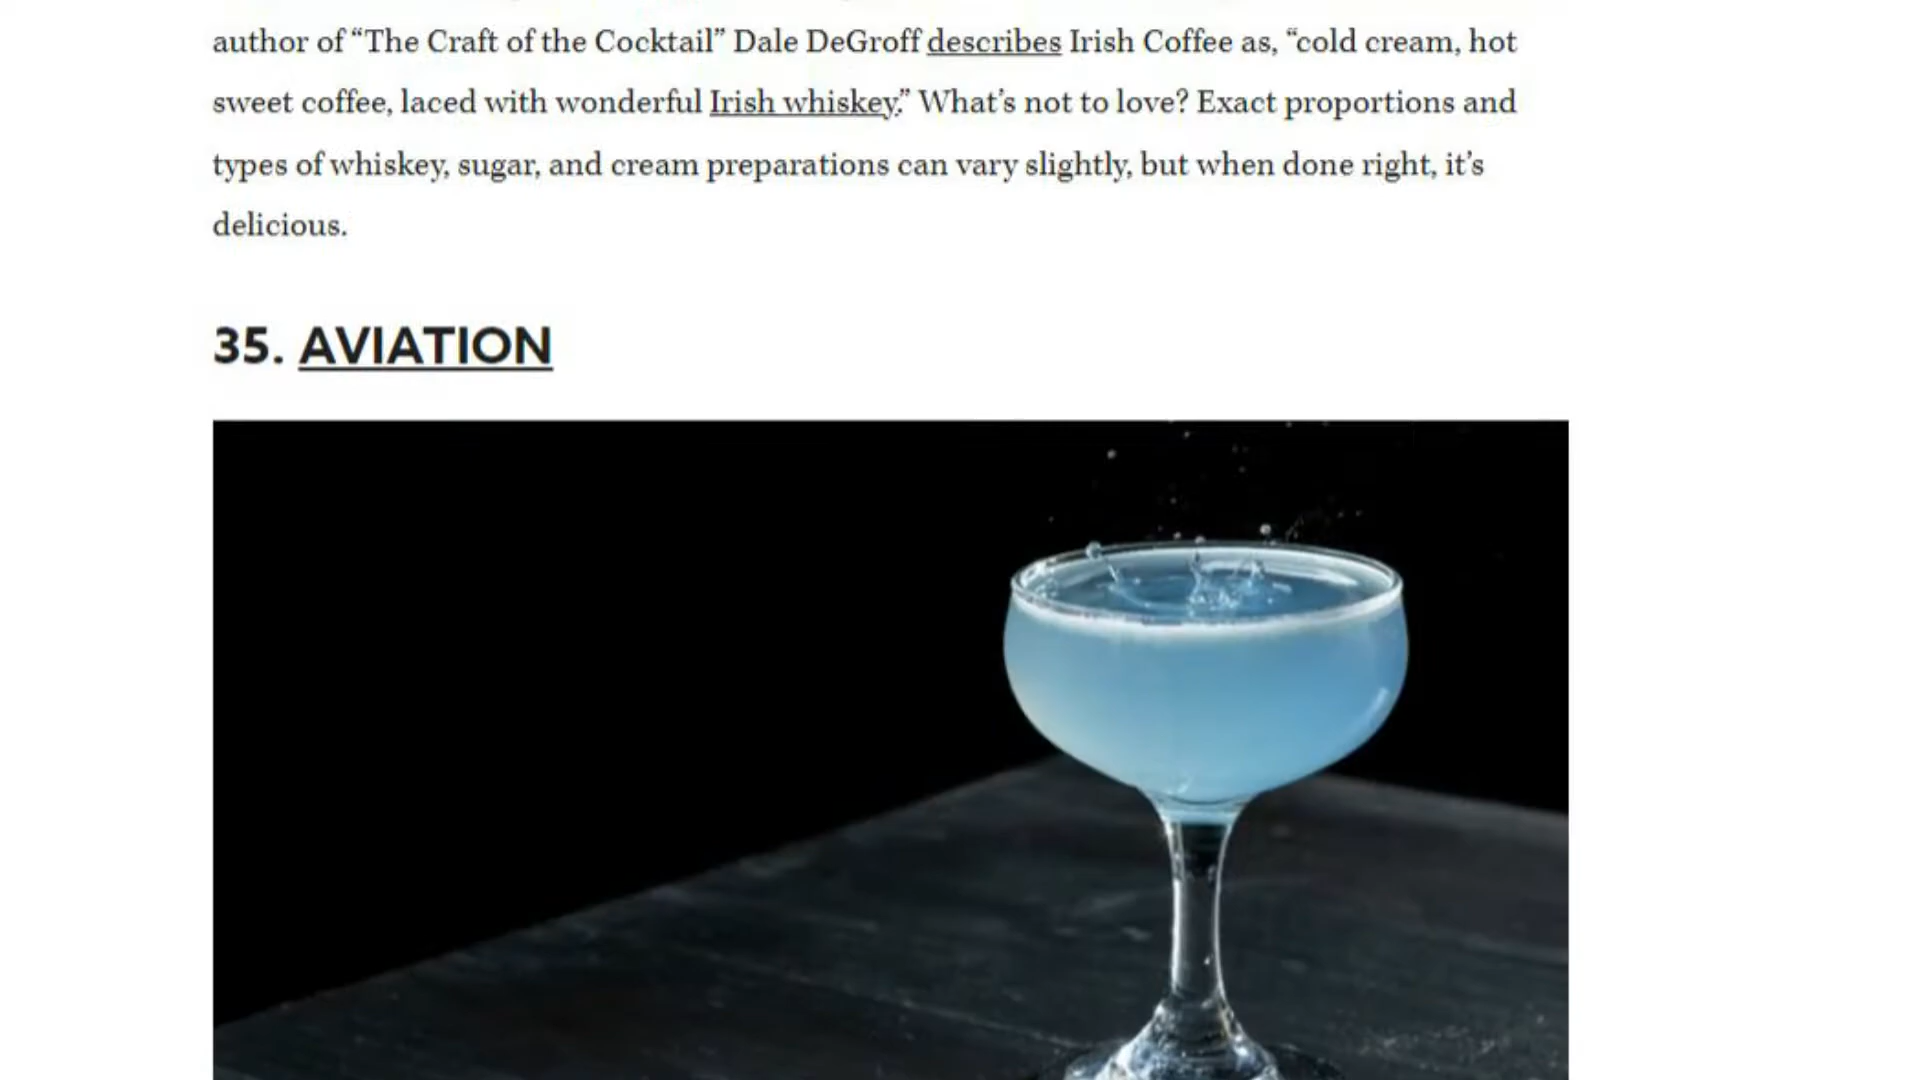 author of “The Craft of the Cocktail” Dale DeGroff describes Irish Coffee as, “cold cream, hot
sweet coffee, laced with wonderful Irish whiskey.” What’s not to love? Exact proportions and
types of whiskey, sugar, and cream preparations can vary slightly, but when done right, it’s
delicious.
35. AVIATION